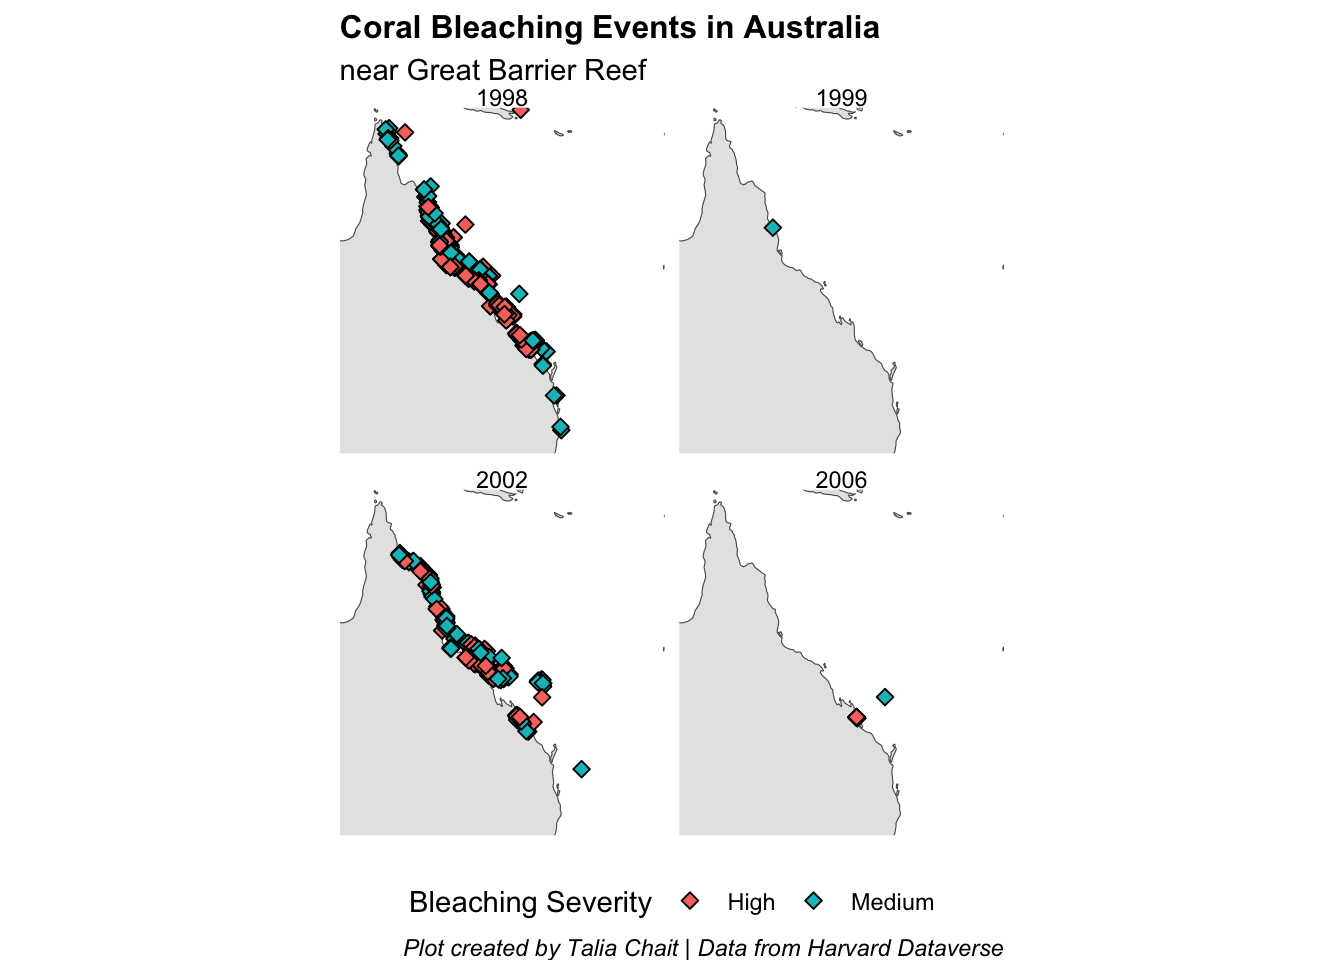 Coral Bleaching Events in Australia
near Great Barrier Reef
1998
1999
2002
2006
Bleaching Severity High Medium
Plot created by Talia Chait | Data from Harvard Dataverse